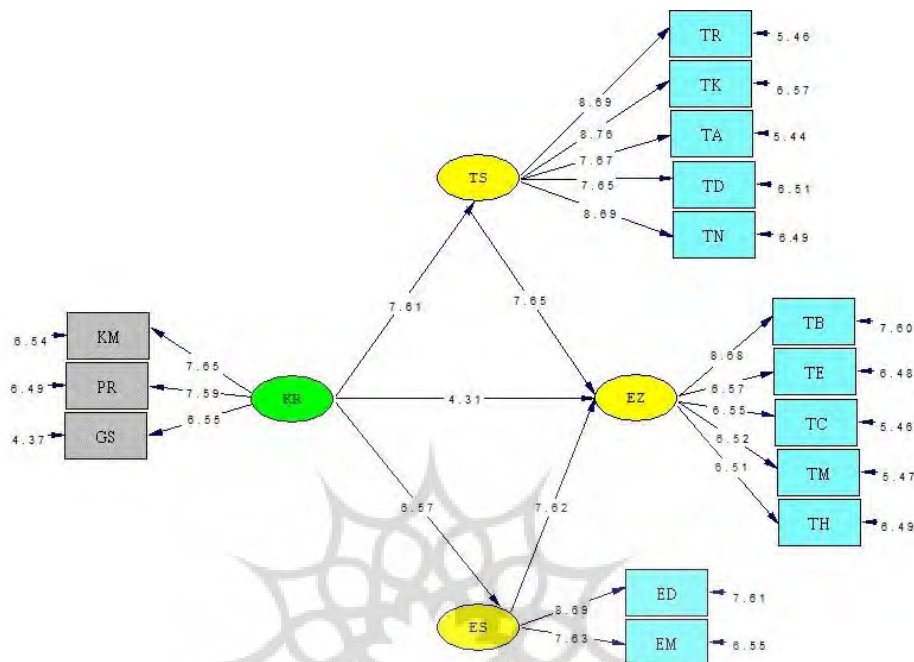 TR
5.46
TK
6.57
8.69
8.76
TA
5.44
7.67
TS
7.65
TD
6.51
8.69
TN
6.49
7.61
7.65
KM
6.54
7.65
TB
7.60
8.68
PR
6.49
7.59
TE
6.48
6.57
KR
4.31
EZ
6.55
TC
5.46
GS
4.37
6.55
6.52
TM
5.47
6.51
TH
6.49
6.57
7.62
ED
7.61
8.69
ES
7.63
EM
6.55